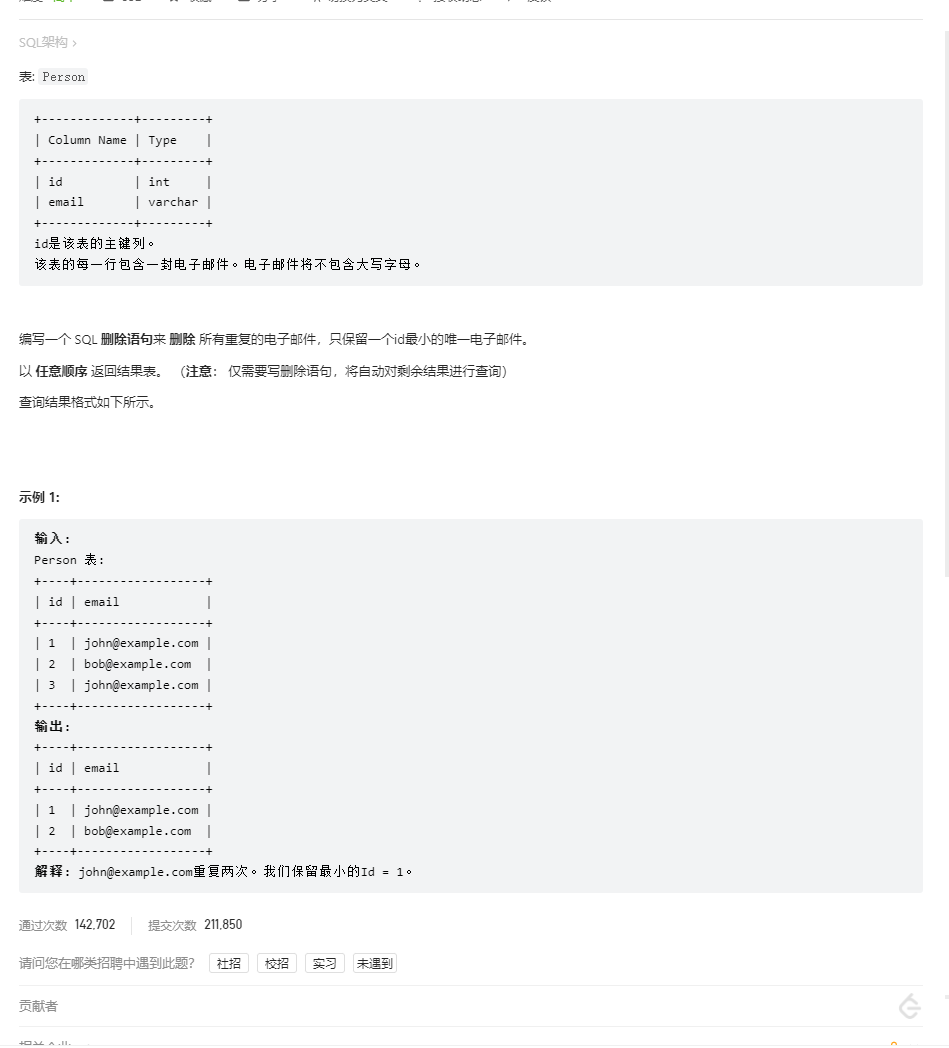 SQL架构 ›
表: Person
+-------------+---------+
| Column Name | Type    |
+-------------+---------+
| id          | int     |
| email       | varchar |
+-------------+---------+
id是该表的主键列。
该表的每一行包含一封电子邮件。电子邮件将不包含大写字母。
编写一个 SQL 删除语句来 删除 所有重复的电子邮件，只保留一个id最小的唯一电子邮件。
以 任意顺序 返回结果表。 （注意： 仅需要写删除语句，将自动对剩余结果进行查询）
查询结果格式如下所示。
示例 1:
输入:
Person 表:
+----+------------------+
| id | email            |
+----+------------------+
| 1  | john@example.com |
| 2  | bob@example.com  |
| 3  | john@example.com |
+----+------------------+
输出:
+----+------------------+
| id | email            |
+----+------------------+
| 1  | john@example.com |
| 2  | bob@example.com  |
+----+------------------+
解释: john@example.com重复两次。我们保留最小的Id = 1。
通过次数 142,702 提交次数 211,850
请问您在哪类招聘中遇到此题? 社招 校招 实习 未遇到
贡献者